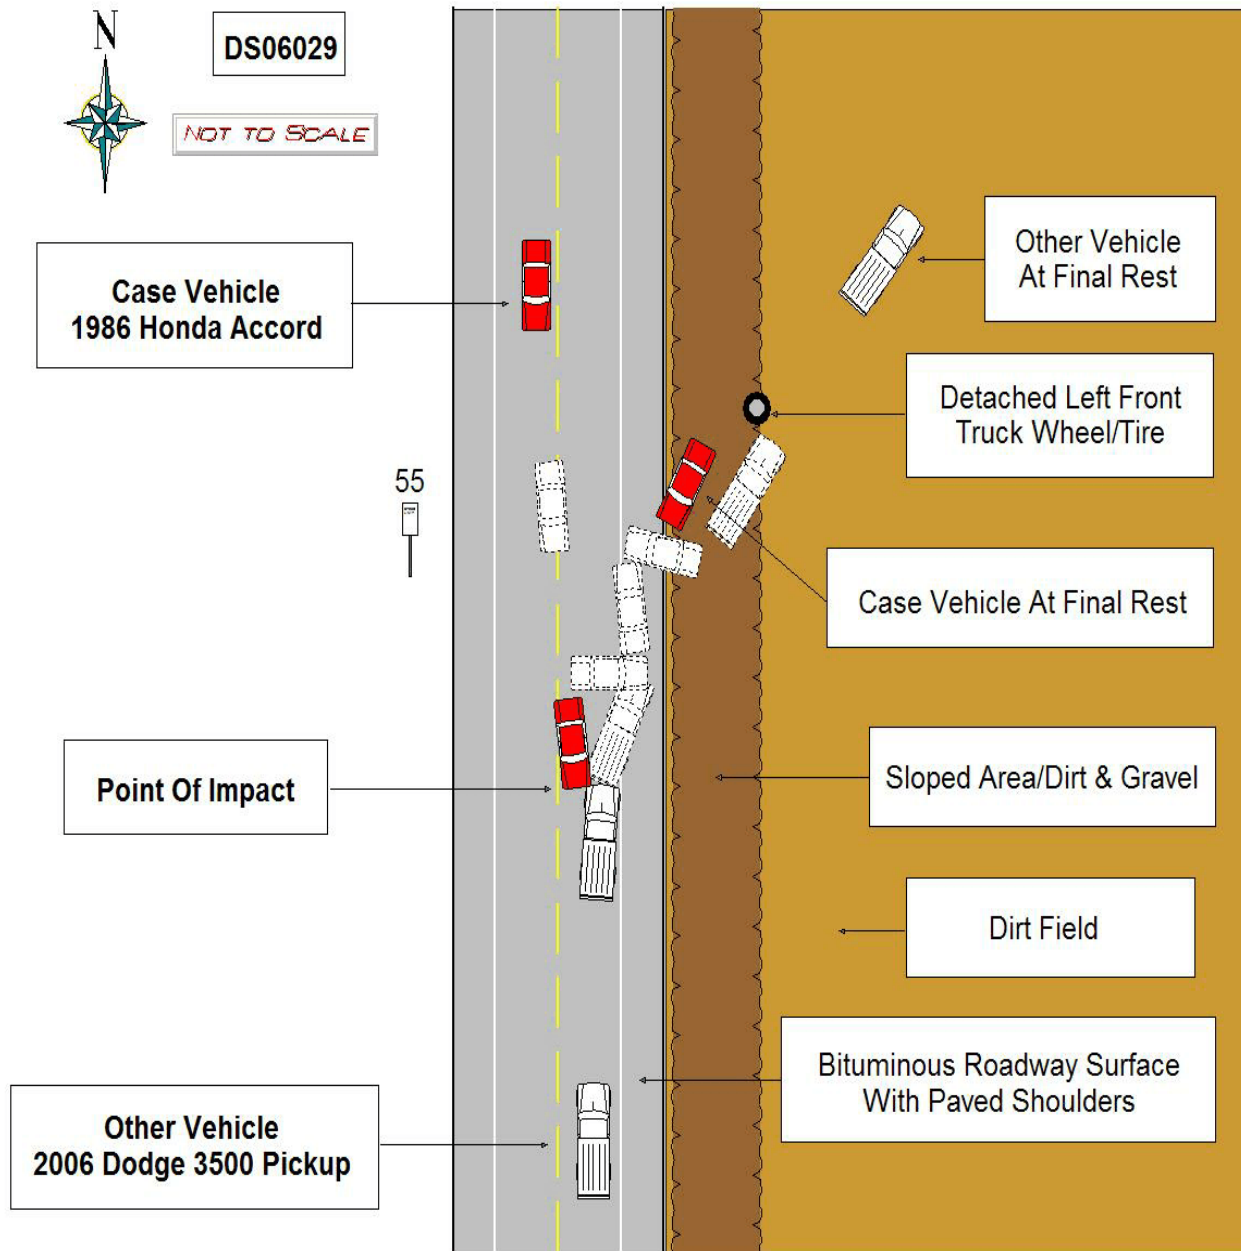 N
DS06029
NOT TO SCALE
Case Vehicle
1986 Honda Accord
Other Vehicle
At Final Rest
Detached Left Front
Truck Wheel/Tire
55
Case Vehicle At Final Rest
Point Of Impact
Sloped Area/Dirt & Gravel
Dirt Field
Bituminous Roadway Surface
With Paved Shoulders
Other Vehicle
2006 Dodge 3500 Pickup